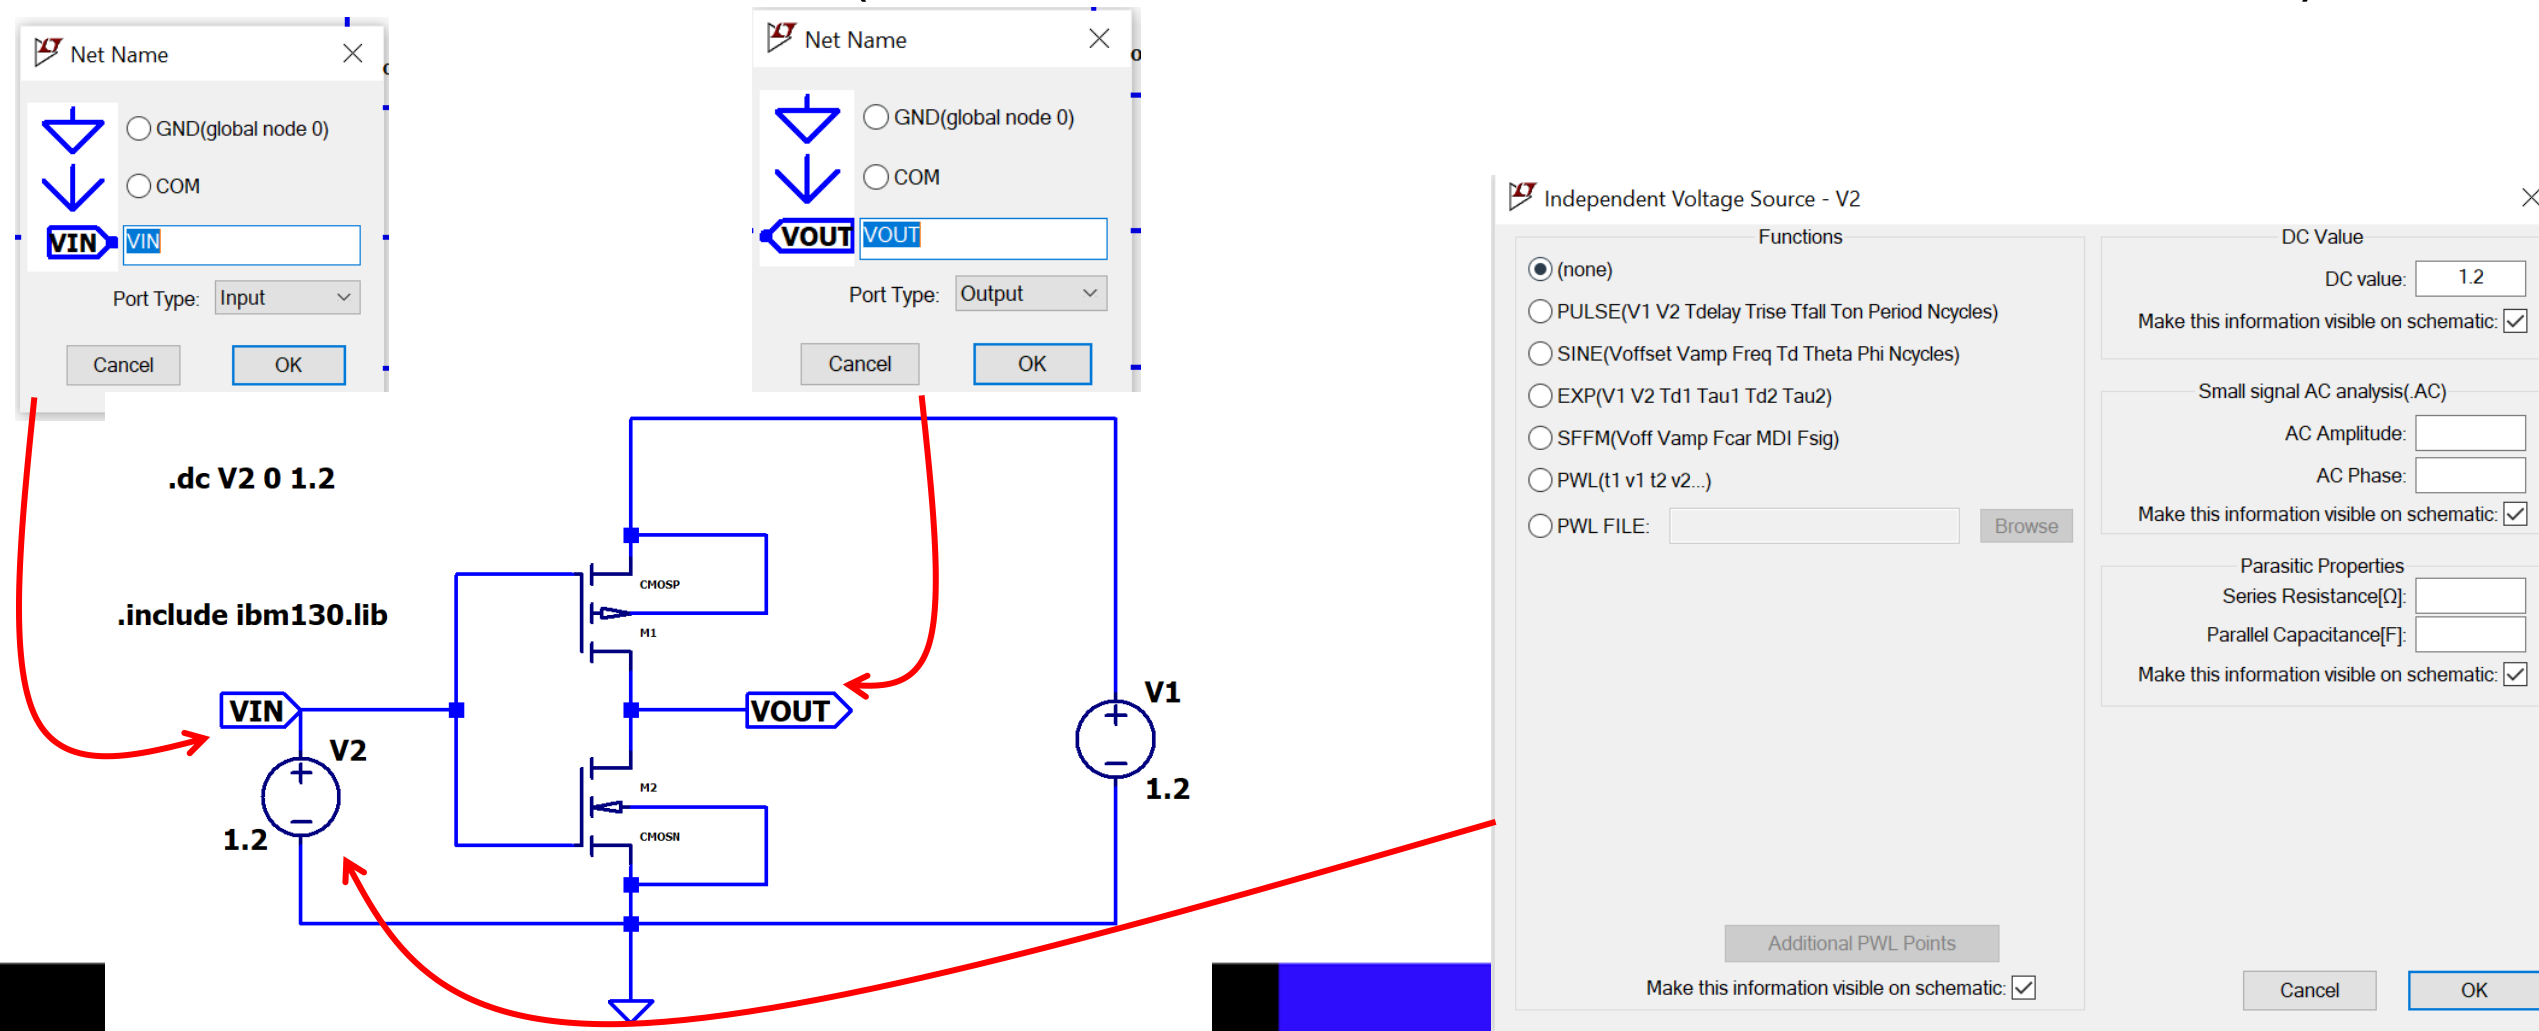 Net Name
GND(global node 0)
COM
VIN
VIN
Port Type:
Input
Cancel
OK
Net Name
GND(global node 0)
COM
VOUT
VOUT
Port Type:
Output
Cancel
OK
.dc V2 0 1.2
.include ibm130.lib
CMOSP
M1
VIN
VOUT
V2
1.2
M2
CMOSN
V1
1.2
Independent Voltage Source - V2
Functions
(none)
PULSE(V1 V2 Tdelay Trise Tfall Ton Period Ncycles)
SINE(Voffset Vamp Freq Td Theta Phi Ncycles)
EXP(V1 V2 Td1 Tau1 Td2 Tau2)
SFFM(Voff Vamp Fcar MDI Fsig)
PWL(t1 v1 t2 v2...)
PWL FILE:
Browse
Additional PWL Points
Make this information visible on schematic:
DC Value
DC value:
1.2
Make this information visible on schematic:
Small signal AC analysis(.AC)
AC Amplitude:
AC Phase:
Make this information visible on schematic:
Parasitic Properties
Series Resistance[Ω]:
Parallel Capacitance[F]:
Make this information visible on schematic:
Cancel
OK